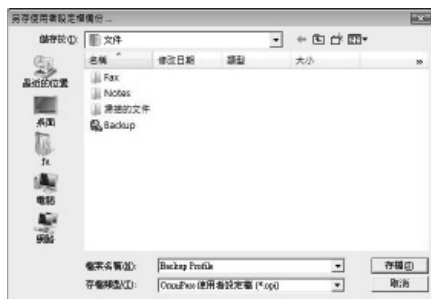 另存使用者設定檔備份...
儲存於(I): 文件
名稱 修改日期 類型 大小 »
Fax
Notes
掃描的文件
Backup
最近的位置
桌面
fx
電腦
網路
檔案名稱(N): Backup Profile 存檔(S)
存檔類型(T): OmniPass 使用者設定檔 (*.opi) 取消